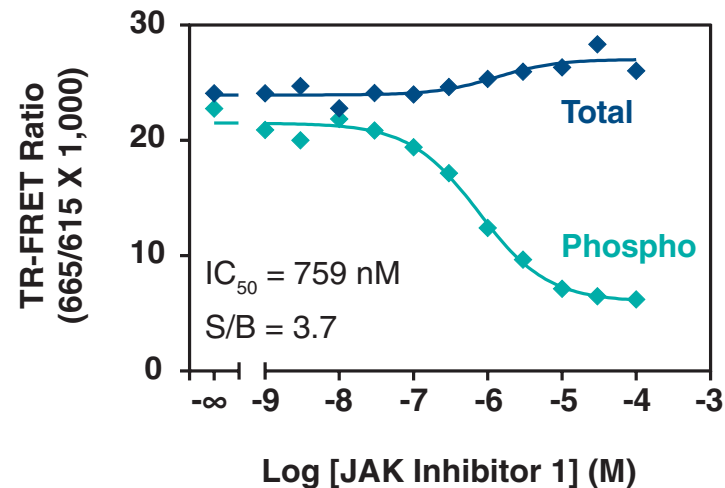 TR-FRET Ratio
(665/615 X 1,000)
30
20
10
0
Total
Phospho
IC50 = 759 nM
S/B = 3.7
-∞ -9 -8 -7 -6 -5 -4 -3
Log [JAK Inhibitor 1] (M)